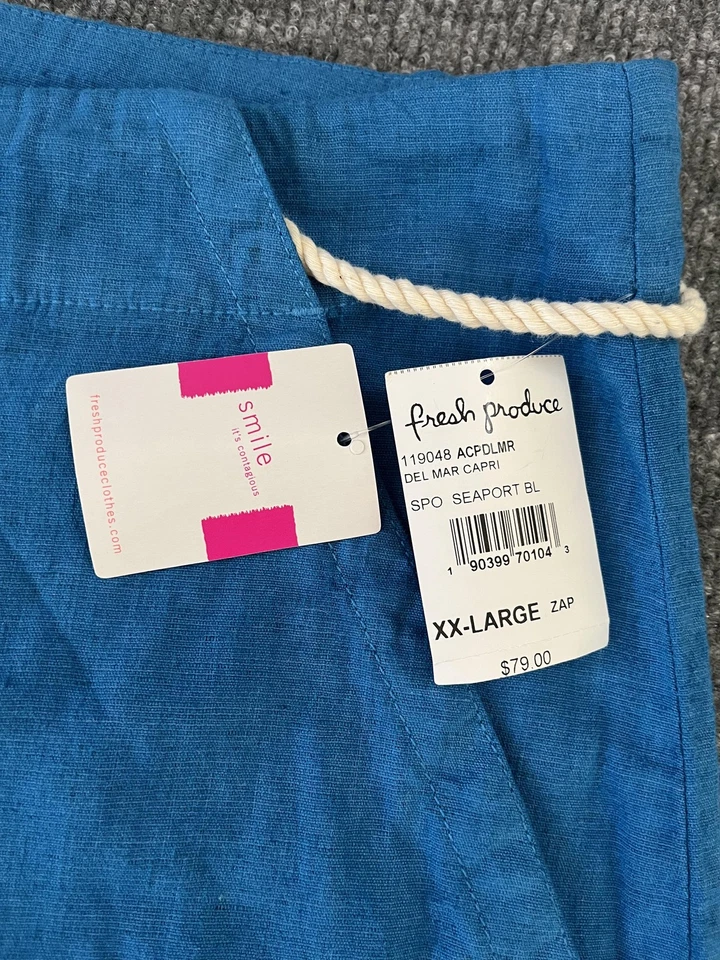 smile
it's contagious
freshproduceclothes.com
fresh produce
119048 ACPDLMR
DEL MAR CAPRI
SPO SEAPORT BL
1 90399 70104 3
XX-LARGE ZAP
$79.00